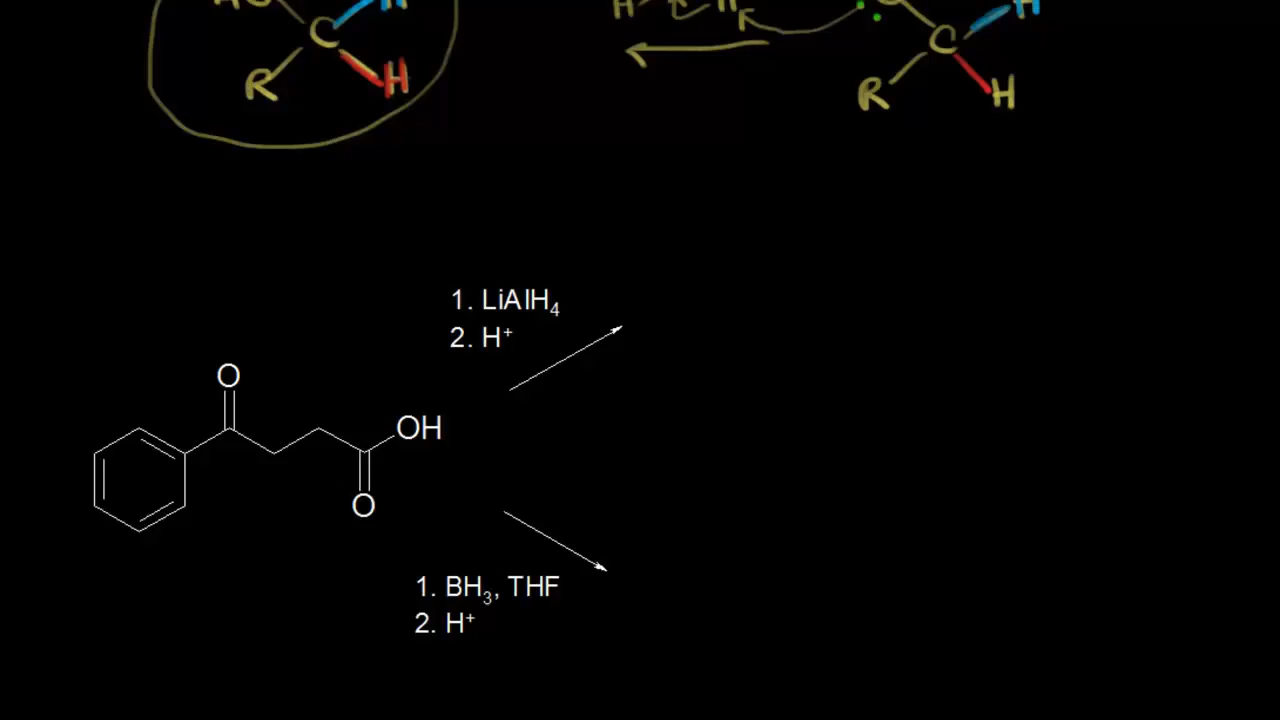 H
C
H
R
H
H
C
R
H
1. LiAlH₄
2. H⁺
O
OH
O
1. BH₃, THF
2. H⁺